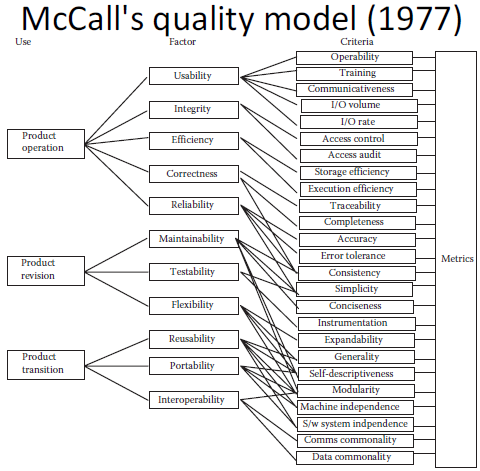 McCall's quality model (1977)
Use
Factor
Criteria
Product
operation
Product
revision
Product
transition
Usability
Integrity
Efficiency
Correctness
Reliability
Maintainability
Testability
Flexibility
Reusability
Portability
Interoperability
Operability
Training
Communicativeness
I/O volume
I/O rate
Access control
Access audit
Storage efficiency
Execution efficiency
Traceability
Completeness
Accuracy
Error tolerance
Consistency
Simplicity
Conciseness
Instrumentation
Expandability
Generality
Self-descriptiveness
Modularity
Machine independence
S/w system independence
Comms commonality
Data commonality
Metrics